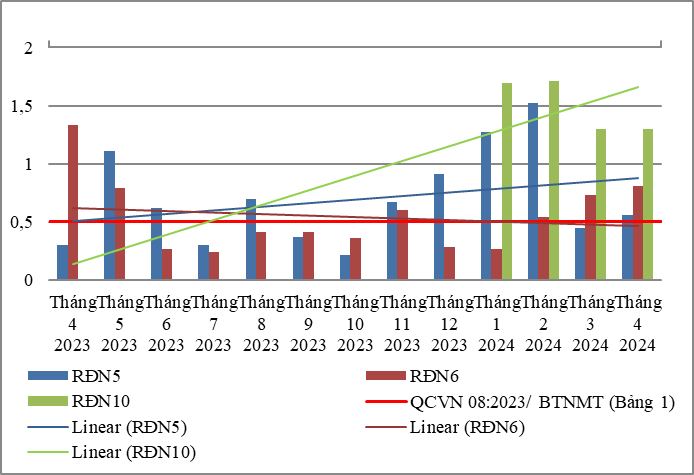 2
1,5
1
0,5
0
Tháng Tháng Tháng Tháng Tháng Tháng Tháng Tháng Tháng Tháng Tháng Tháng Tháng
4 5 6 7 8 9 10 11 12 1 2 3 4
2023 2023 2023 2023 2023 2023 2023 2023 2023 2024 2024 2024 2024
RĐN5 RĐN6
RĐN10 QCVN 08:2023/ BTNMT (Bảng 1)
Linear (RĐN5) Linear (RĐN6)
Linear (RĐN10)